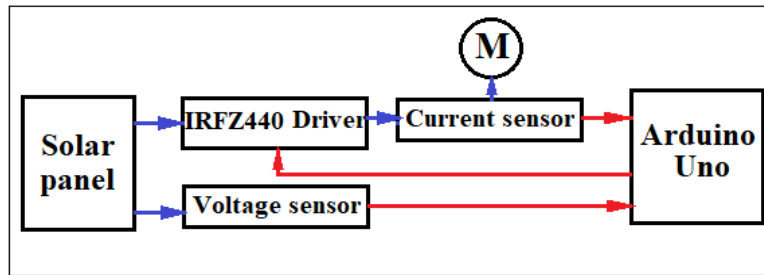 M
Solar
panel
IRFZ440 Driver
Current sensor
Voltage sensor
Arduino
Uno